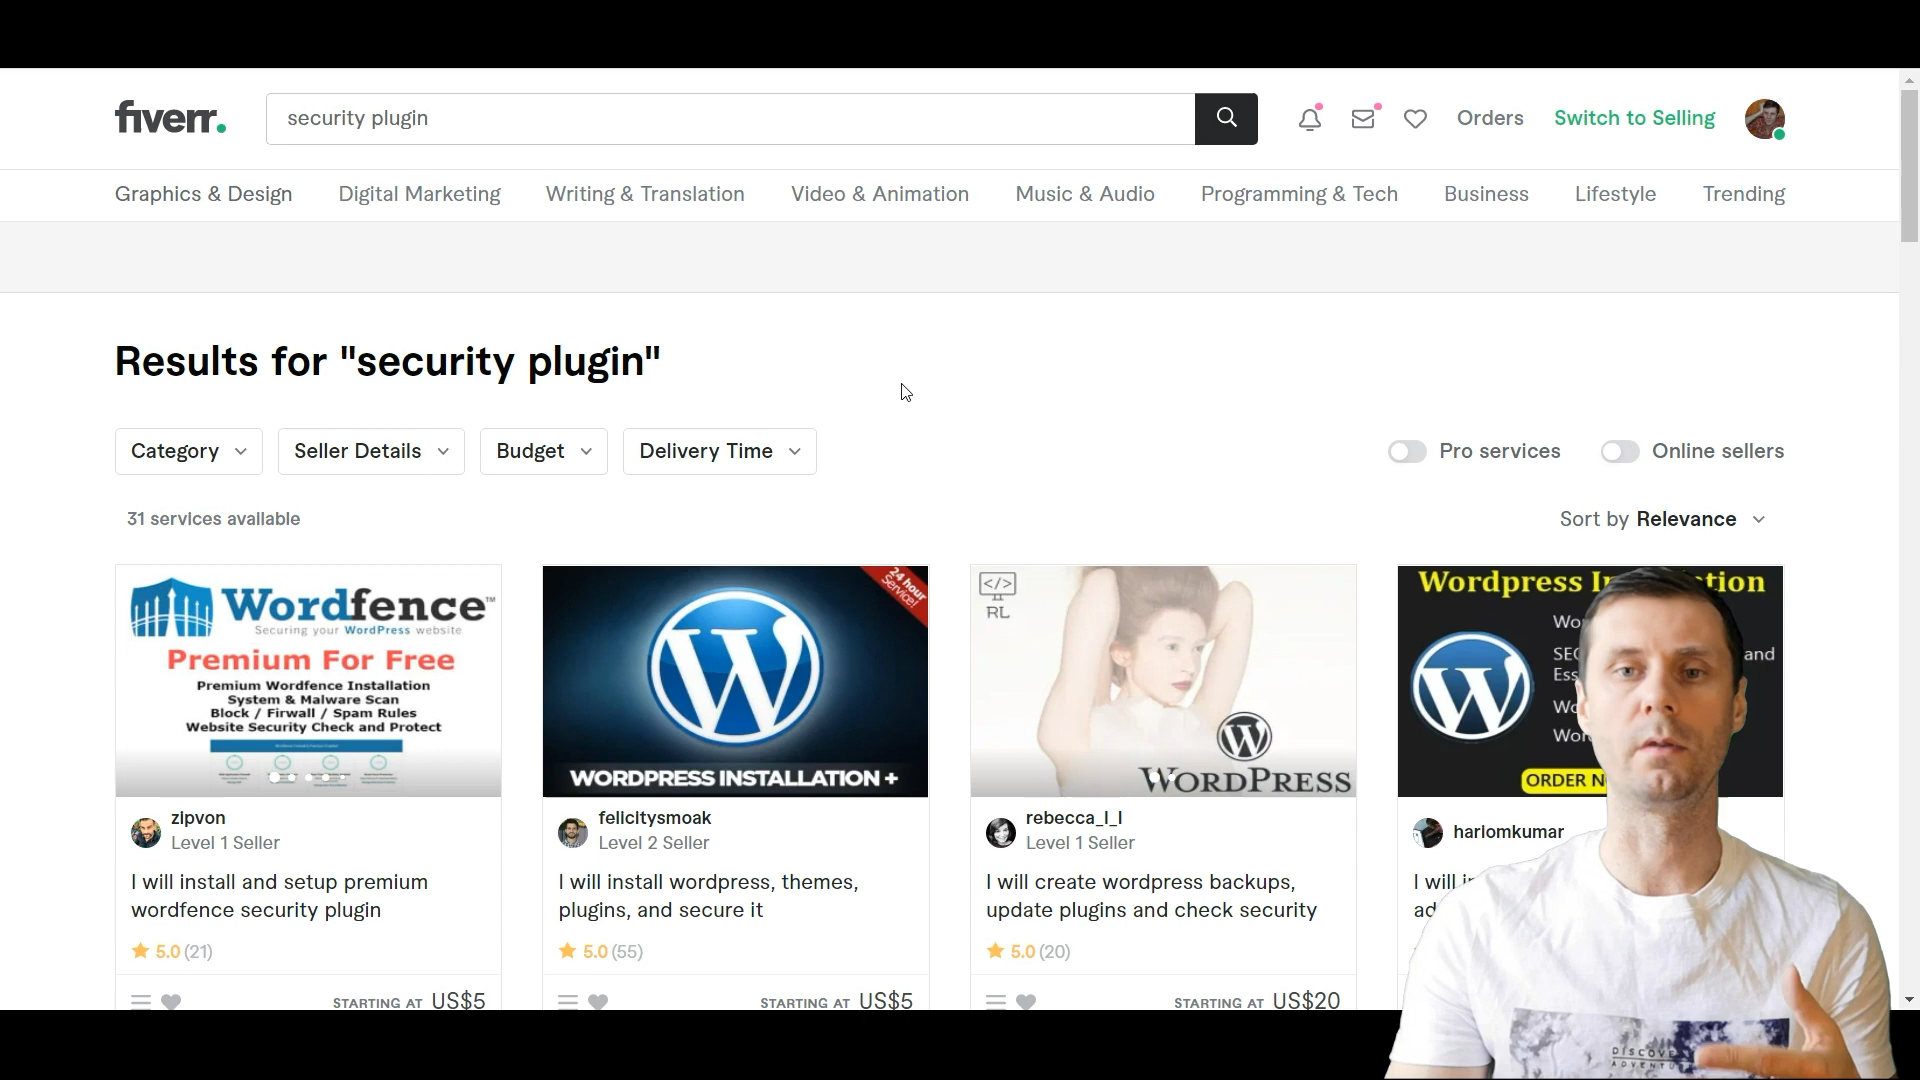 fiverr.
security plugin
Orders
Switch to Selling
Graphics & Design
Digital Marketing
Writing & Translation
Video & Animation
Music & Audio
Programming & Tech
Business
Lifestyle
Trending
Results for "security plugin"
Category
Seller Details
Budget
Delivery Time
Pro services
Online sellers
31 services available
Sort by Relevance
Wordfence™
Securing your WordPress website
Premium For Free
Premium Wordfence Installation
System & Malware Scan
Block / Firwall / Spam Rules
Website Security Check and Protect
zipvon
Level 1 Seller
I will install and setup premium
wordfence security plugin
5.0 (21)
STARTING AT US$5
24 hour
Service!
WORDPRESS INSTALLATION +
felicitysmoak
Level 2 Seller
I will install wordpress, themes,
plugins, and secure it
5.0 (55)
STARTING AT US$5
</>
RL
WORDPRESS
rebecca_l_l
Level 1 Seller
I will create wordpress backups,
update plugins and check security
5.0 (20)
STARTING AT US$20
Wordpress
and
ORDER
harlomkumar
I will
DISCOVE